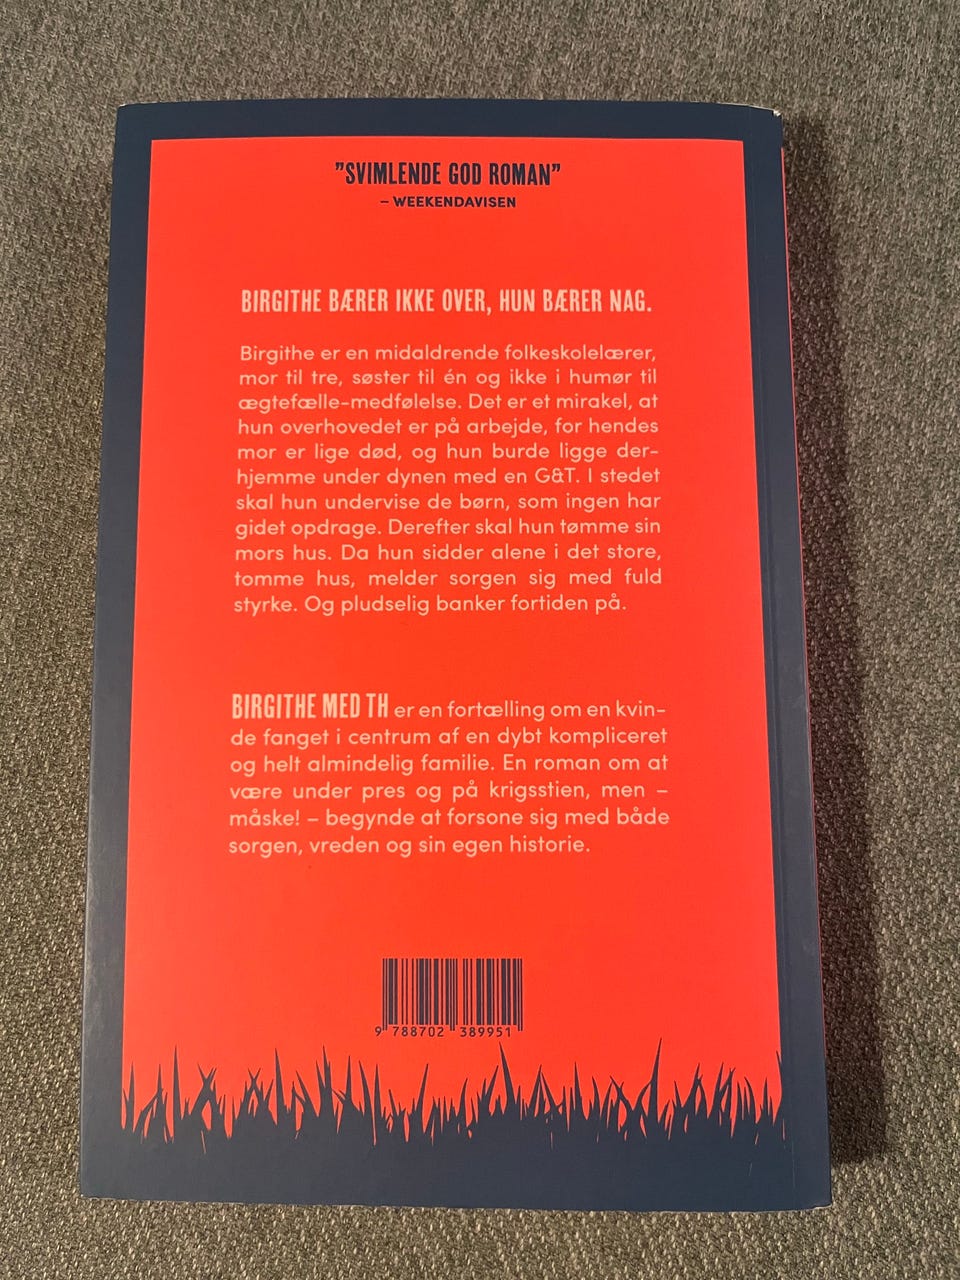 ”SVIMLENDE GOD ROMAN”
– WEEKENDAVISEN
BIRGITHE BÆRER IKKE OVER, HUN BÆRER NAG.
Birgithe er en midaldrende folkeskolelærer,
mor til tre, søster til én og ikke i humør til
ægtefælle-medfølelse. Det er et mirakel, at
hun overhovedet er på arbejde, for hendes
mor er lige død, og hun burde ligge der-
hjemme under dynen med en G&T. I stedet
skal hun undervise de børn, som ingen har
gidet opdrage. Derefter skal hun tømme sin
mors hus. Da hun sidder alene i det store,
tomme hus, melder sorgen sig med fuld
styrke. Og pludselig banker fortiden på.
BIRGITHE MED TH er en fortælling om en kvin-
de fanget i centrum af en dybt kompliceret
og helt almindelig familie. En roman om at
være under pres og på krigsstien, men –
måske! – begynde at forsone sig med både
sorgen, vreden og sin egen historie.
9 788702 389951